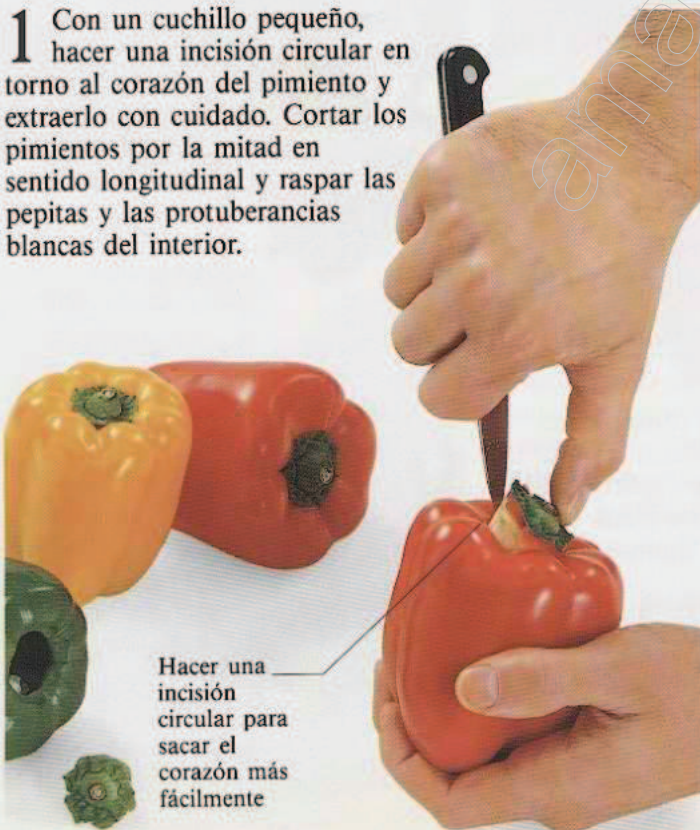 1 Con un cuchillo pequeño,
hacer una incisión circular en
torno al corazón del pimiento y
extraerlo con cuidado. Cortar los
pimientos por la mitad en
sentido longitudinal y raspar las
pepitas y las protuberancias
blancas del interior.
Hacer una
incisión
circular para
sacar el
corazón más
fácilmente